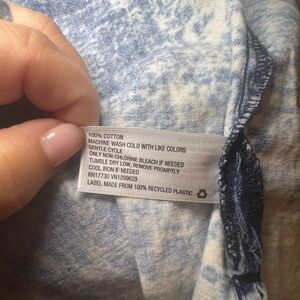 100% COTTON
MACHINE WASH COLD WITH LIKE COLORS
GENTLE CYCLE
ONLY NON-CHLORINE BLEACH IF NEEDED
TUMBLE DRY LOW, REMOVE PROMPTLY
COOL IRON IF NEEDED
RN17730 VN1299629
LABEL MADE FROM 100% RECYCLED PLASTIC